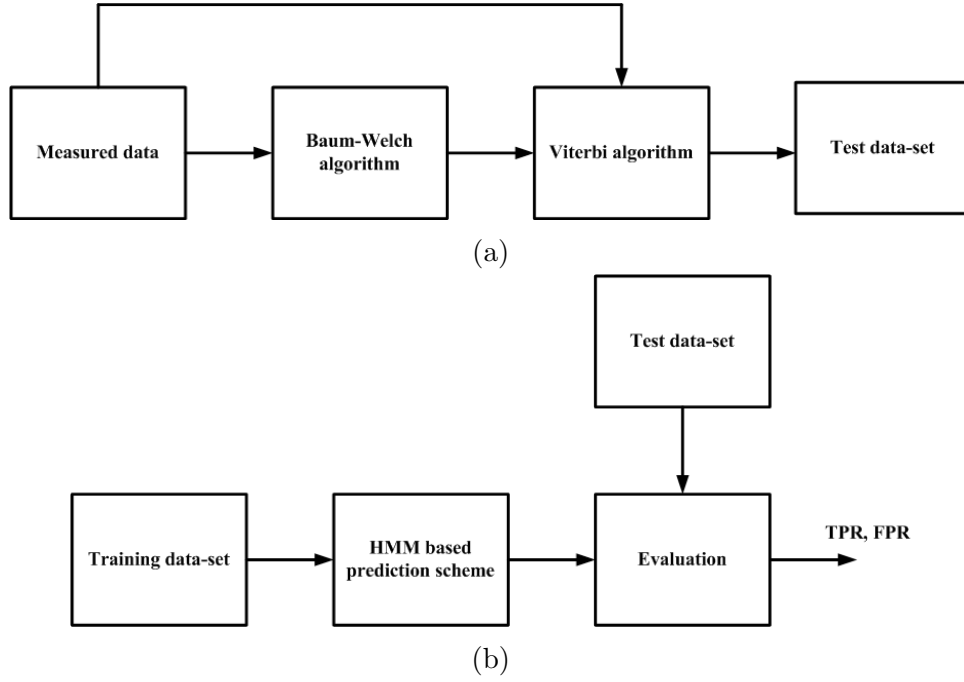 Measured data
Baum-Welch
algorithm
Viterbi algorithm
Test data-set
(a)
Test data-set
Training data-set
HMM based
prediction scheme
Evaluation
TPR, FPR
(b)